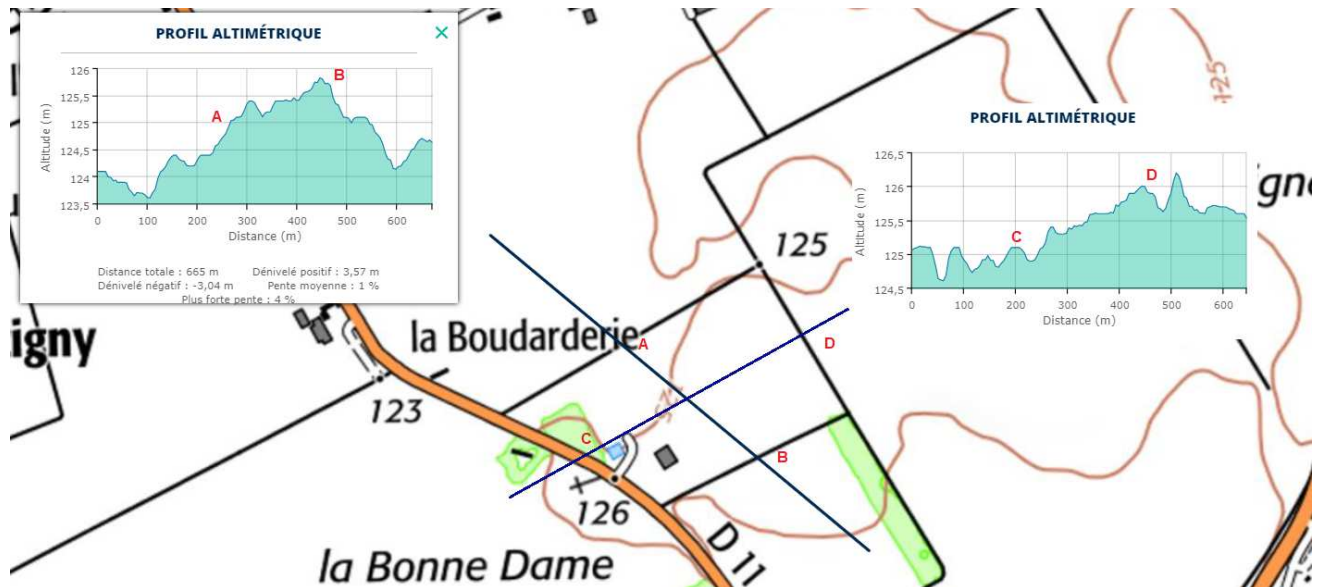 PROFIL ALTIMÉTRIQUE
×
126
125,5
125
124,5
124
123,5
Altitude (m)
A
B
0 100 200 300 400 500 600
Distance (m)
Distance totale : 665 m Dénivelé positif : 3,57 m
Dénivelé négatif : -3,04 m Pente moyenne : 1 %
Plus forte pente : 4 %
125
PROFIL ALTIMÉTRIQUE
126,5
126
125,5
125
124,5
Altitude (m)
C
D
0 100 200 300 400 500 600
Distance (m)
125
igny
la Boudarderie
A
D
123
C
B
126
D 11
la Bonne Dame